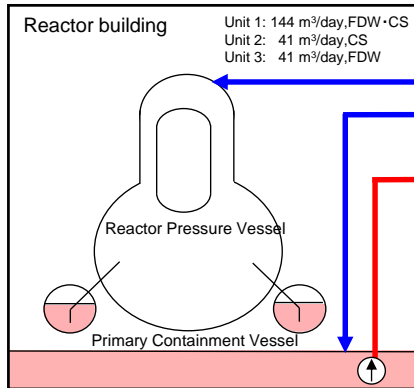 Reactor building
Unit 1: 144 m³/day,FDW・CS
Unit 2: 41 m³/day,CS
Unit 3: 41 m³/day,FDW
Reactor Pressure Vessel
Primary Containment Vessel